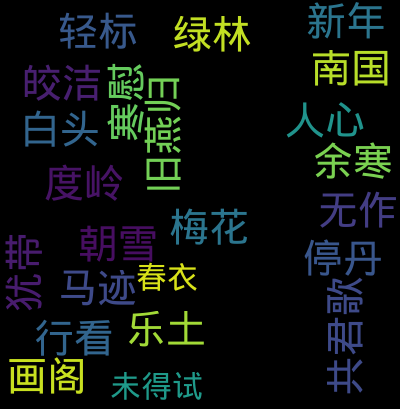 轻标
绿林
新年
南国
皎洁
寒慰
旧燕归
白头
人心
余寒
度岭
无作
朝雪
梅花
停丹
犹带
马迹
春衣
共君歌
行看
乐土
画阁
未得试